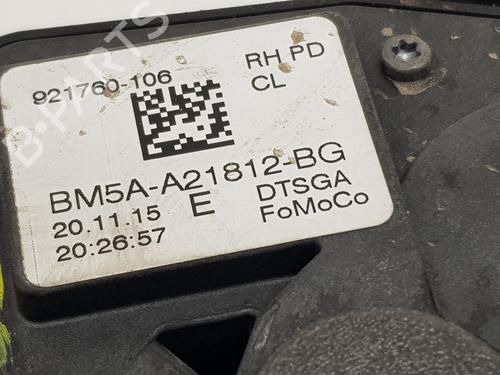 B-PARTS
921760-106
RH PD
CL
BM5A-A21812-BG
20.11.15
E
DTSGA
20:26:57
FoMoCo